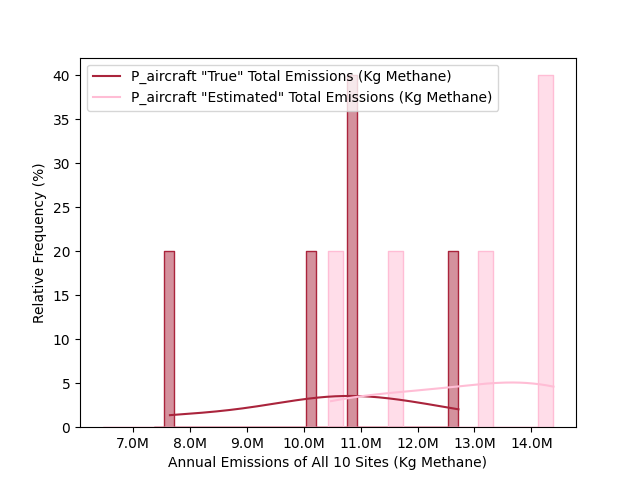 P_aircraft "True" Total Emissions (Kg Methane)
P_aircraft "Estimated" Total Emissions (Kg Methane)
40
35
30
25
20
15
10
5
0
Relative Frequency (%)
7.0M 8.0M 9.0M 10.0M 11.0M 12.0M 13.0M 14.0M
Annual Emissions of All 10 Sites (Kg Methane)